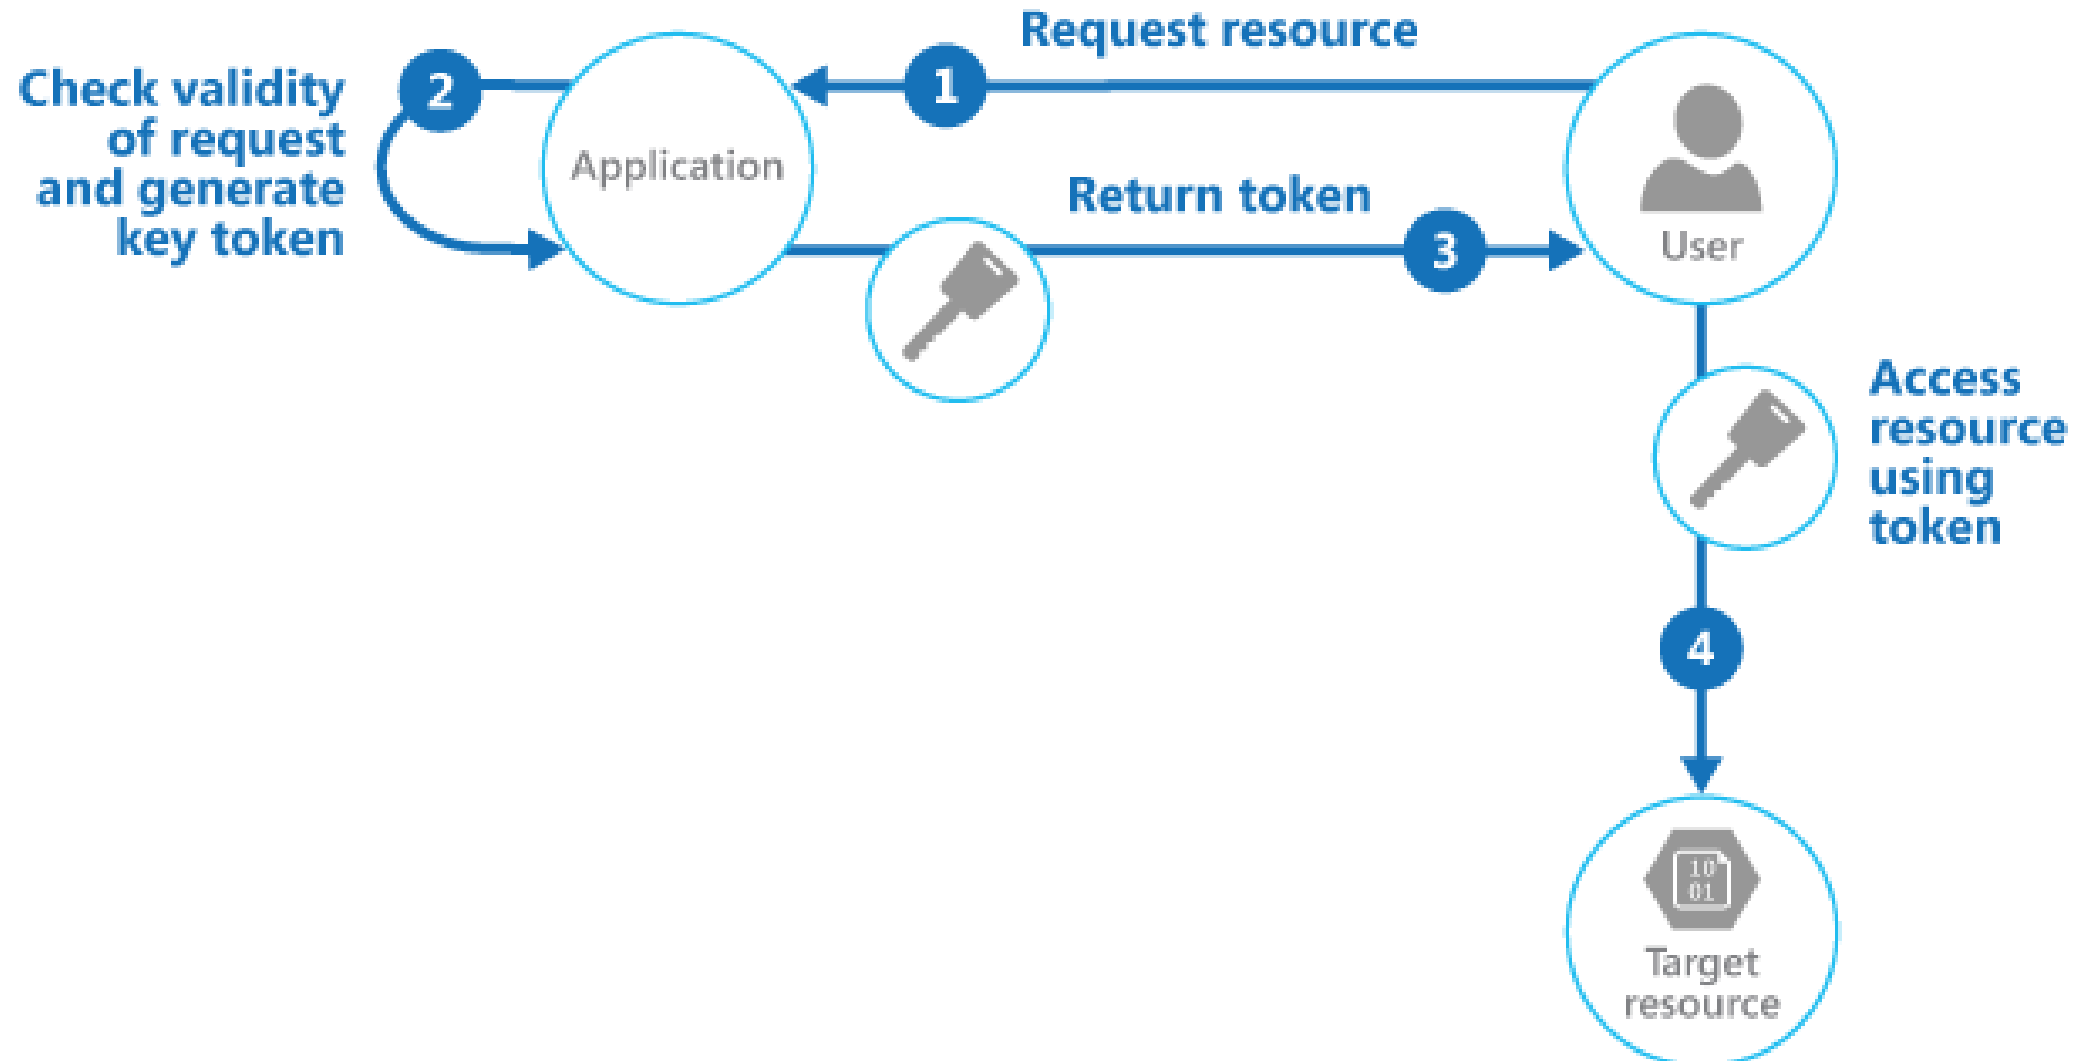 Request resource
1
2
Check validity
of request
and generate
key token
Application
Return token
3
User
Access
resource
using
token
4
10
01
Target
resource